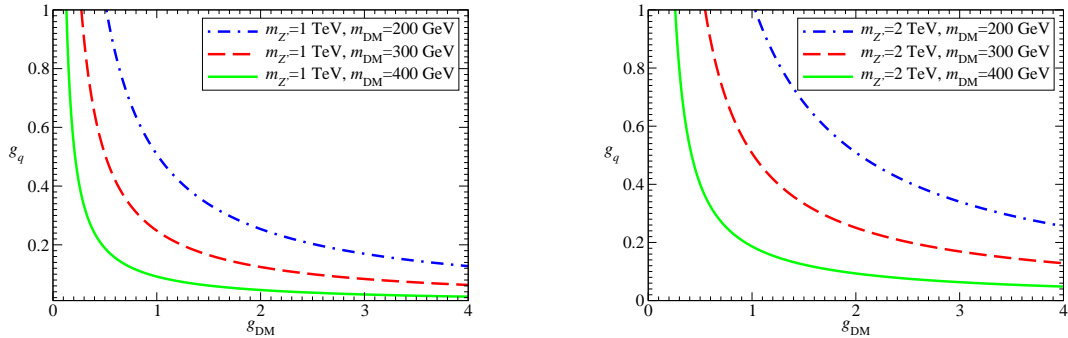 m_Z'=1 TeV, m_DM=200 GeV
m_Z'=1 TeV, m_DM=300 GeV
m_Z'=1 TeV, m_DM=400 GeV
1
0.8
0.6
0.4
0.2
g_q
0 1 2 3 4
g_DM
m_Z'=2 TeV, m_DM=200 GeV
m_Z'=2 TeV, m_DM=300 GeV
m_Z'=2 TeV, m_DM=400 GeV
1
0.8
0.6
0.4
0.2
0
g_q
0 1 2 3 4
g_DM